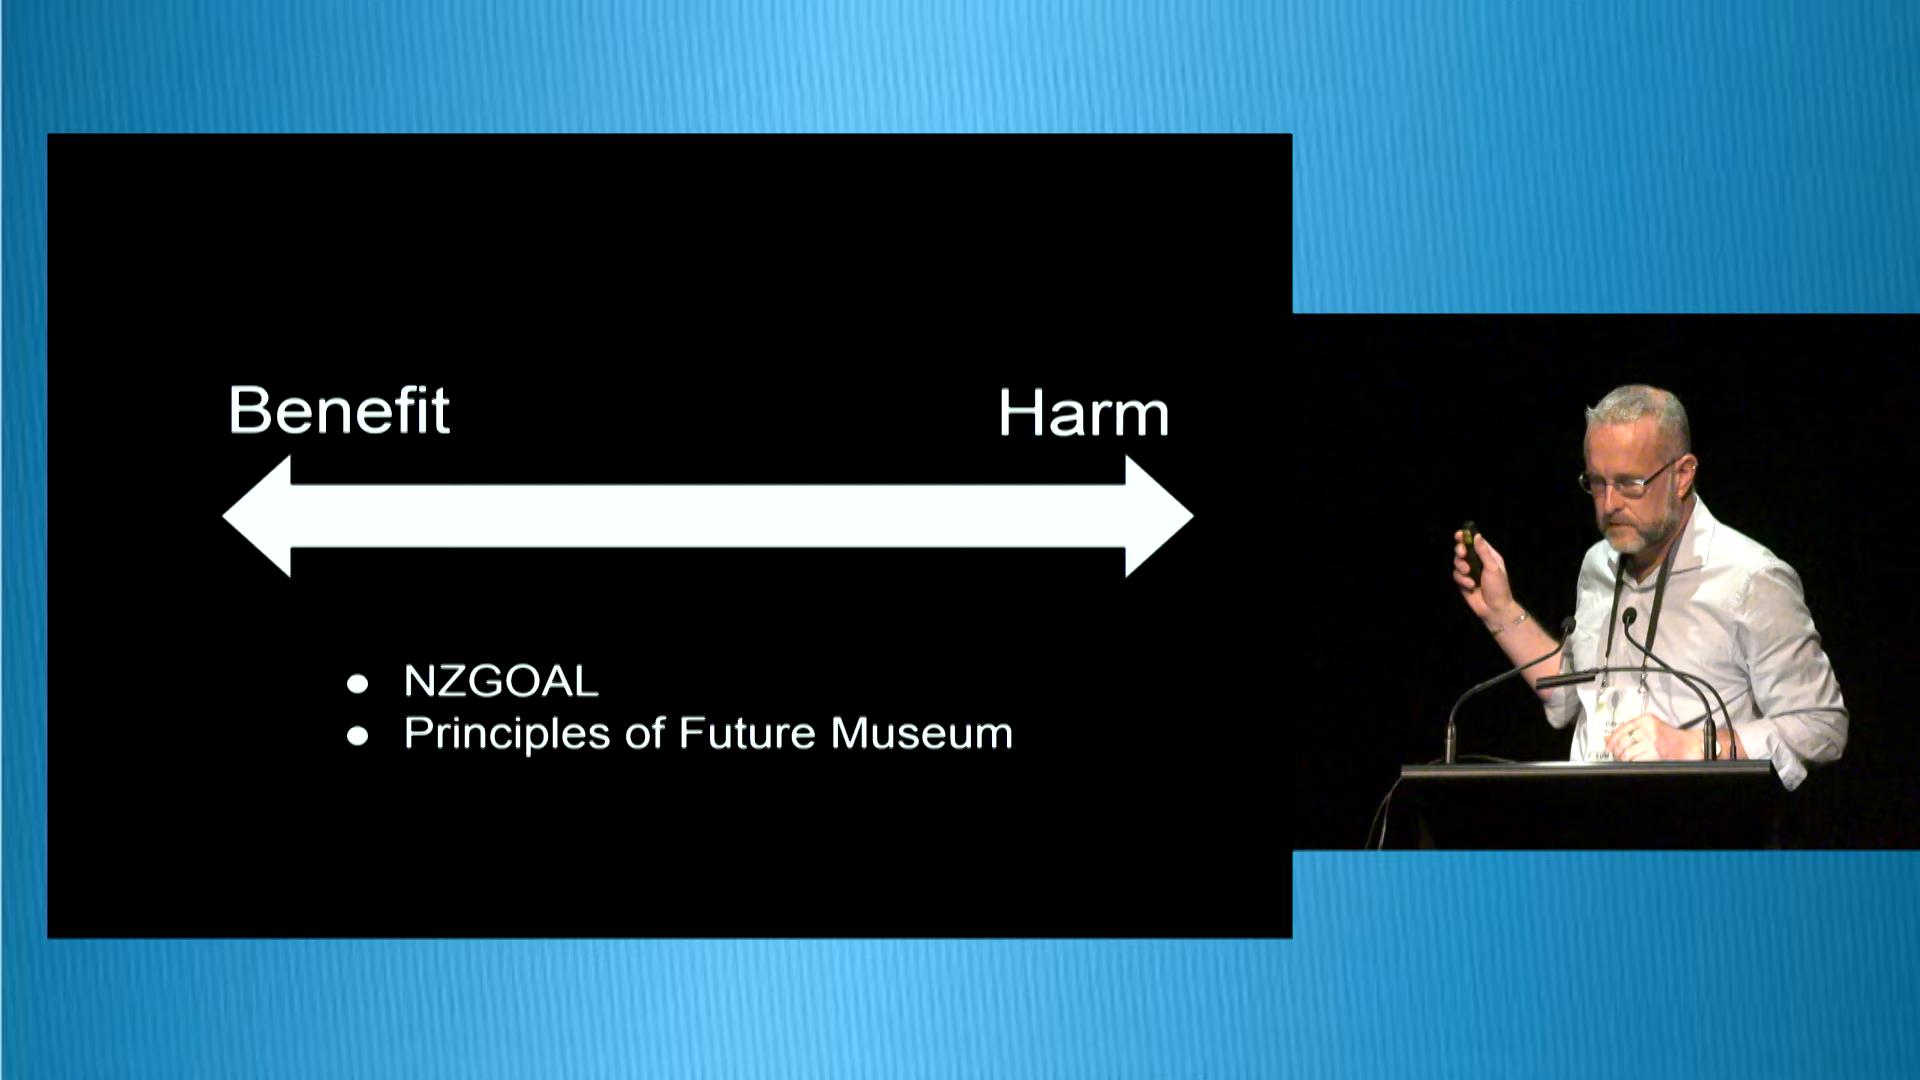 Benefit
Harm
● NZGOAL
● Principles of Future Museum